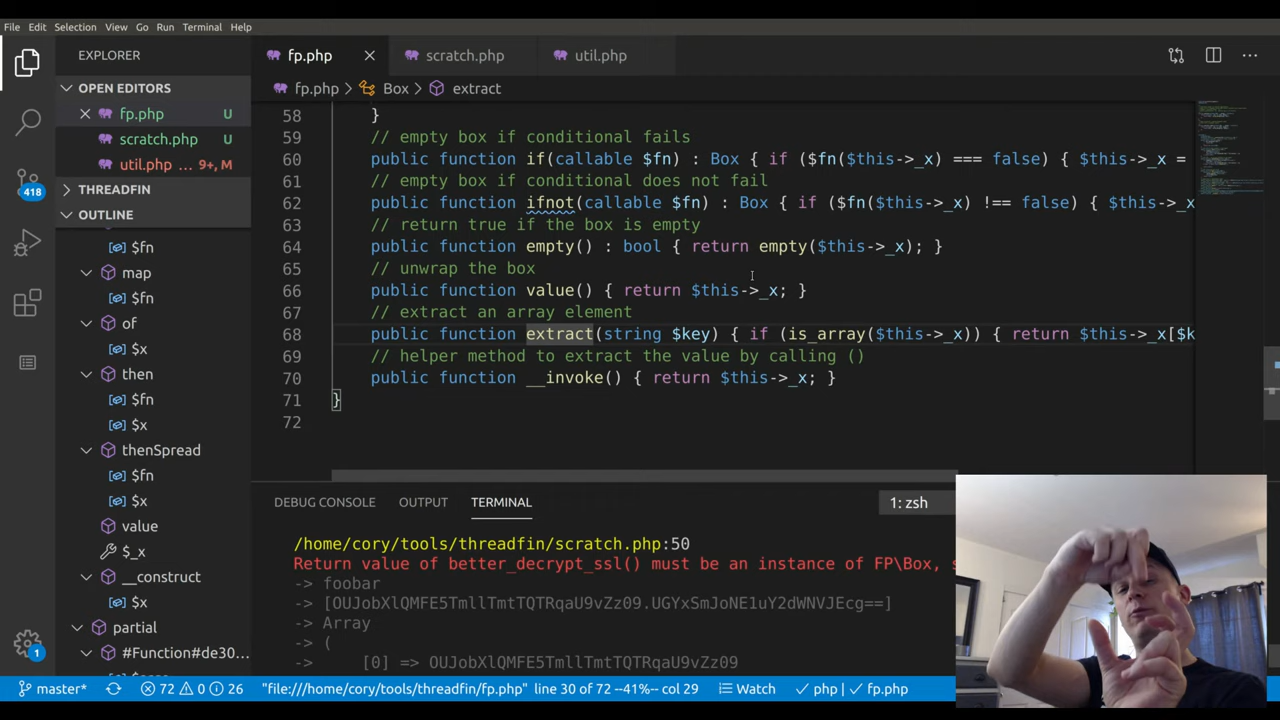 File Edit Selection View Go Run Terminal Help
EXPLORER
OPEN EDITORS
fp.php U
scratch.php U
util.php 9+, M
THREADFIN
OUTLINE
$fn
map
$fn
of
$x
then
$fn
$x
thenSpread
$fn
$x
value
$_x
__construct
$x
partial
#Function#de30...
418
1
fp.php
scratch.php
util.php
fp.php > Box > extract
58 }
59 // empty box if conditional fails
60 public function if(callable $fn) : Box { if ($fn($this->_x) === false) { $this->_x =
61 // empty box if conditional does not fail
62 public function ifnot(callable $fn) : Box { if ($fn($this->_x) !== false) { $this->_x
63 // return true if the box is empty
64 public function empty() : bool { return empty($this->_x); }
65 // unwrap the box
66 public function value() { return $this->_x; }
67 // extract an array element
68 public function extract(string $key) { if (is_array($this->_x)) { return $this->_x[$k
69 // helper method to extract the value by calling ()
70 public function __invoke() { return $this->_x; }
71 }
72
DEBUG CONSOLE OUTPUT TERMINAL 1: zsh
/home/cory/tools/threadfin/scratch.php:50
Return value of better_decrypt_ssl() must be an instance of FP\Box, s
-> foobar
-> [OUJobXlQMFE5TmllTmtTQTRqaU9vZz09.UGYxSmJoNE1uY2dWNVJEcg==]
-> Array
-> (
-> [0] => OUJobXlQMFE5TmllTmtTQTRqaU9vZz09
master* 72 0 26 "file:///home/cory/tools/threadfin/fp.php" line 30 of 72 --41%-- col 29 Watch php | fp.php